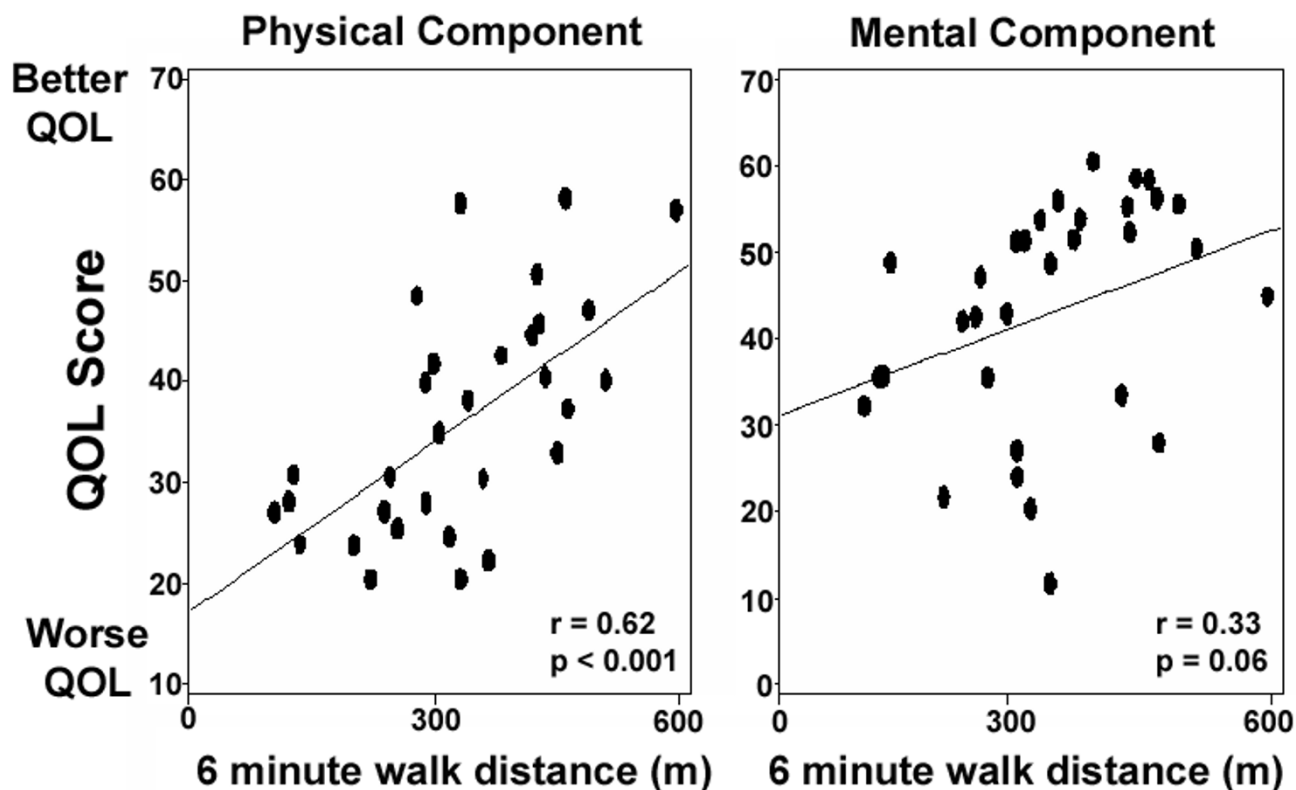 Physical Component
Mental Component
Better
QOL
QOL Score
Worse
QOL
70
60
50
40
30
20
10
0
300
600
r = 0.62
p < 0.001
6 minute walk distance (m)
70
60
50
40
30
20
10
0
0
300
600
r = 0.33
p = 0.06
6 minute walk distance (m)